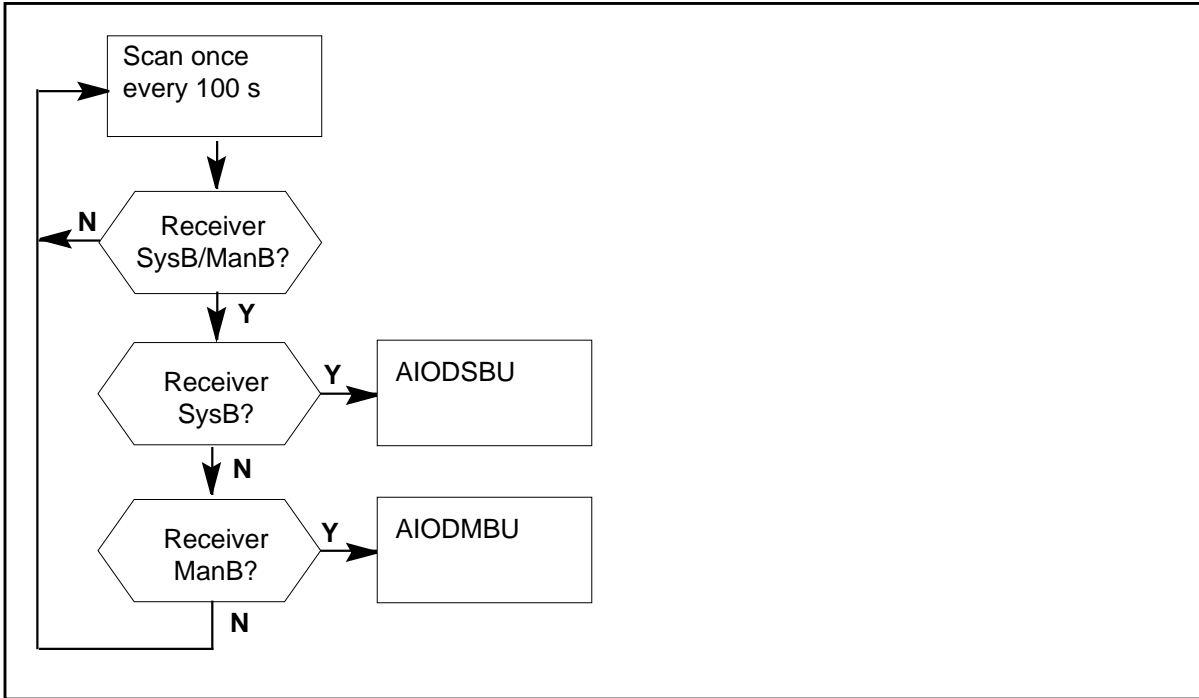 Scan once
every 100 s
N
Receiver
SysB/ManB?
Y
Receiver
SysB?
Y
AIODSBU
N
Receiver
ManB?
Y
AIODMBU
N